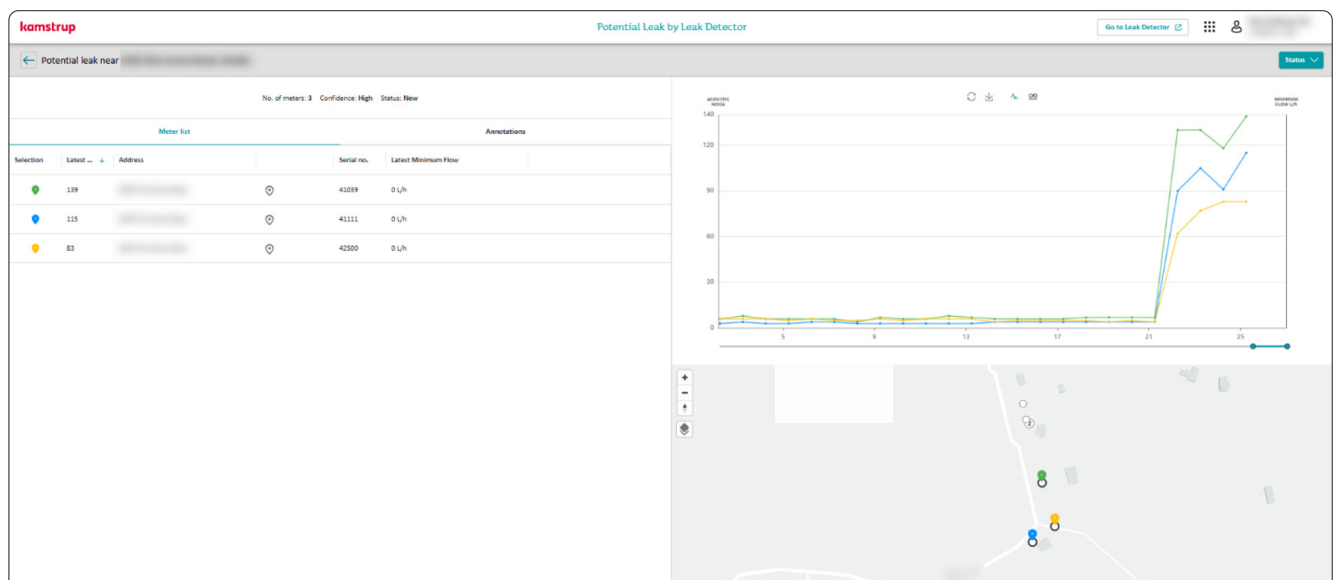 kamstrup
Potential Leak by Leak Detector
Go to Leak Detector
Potential leak near
Status
No. of meters: 3 Confidence: High Status: New
Meter list Annotations
Selection Latest ... Address Serial no. Latest Minimum Flow
139 41039 0 L/h
115 41111 0 L/h
83 42500 0 L/h
ACOUSTIC NOISE
MINIMUM FLOW L/h
140
120
90
60
30
0
5 9 13 17 21 25
2